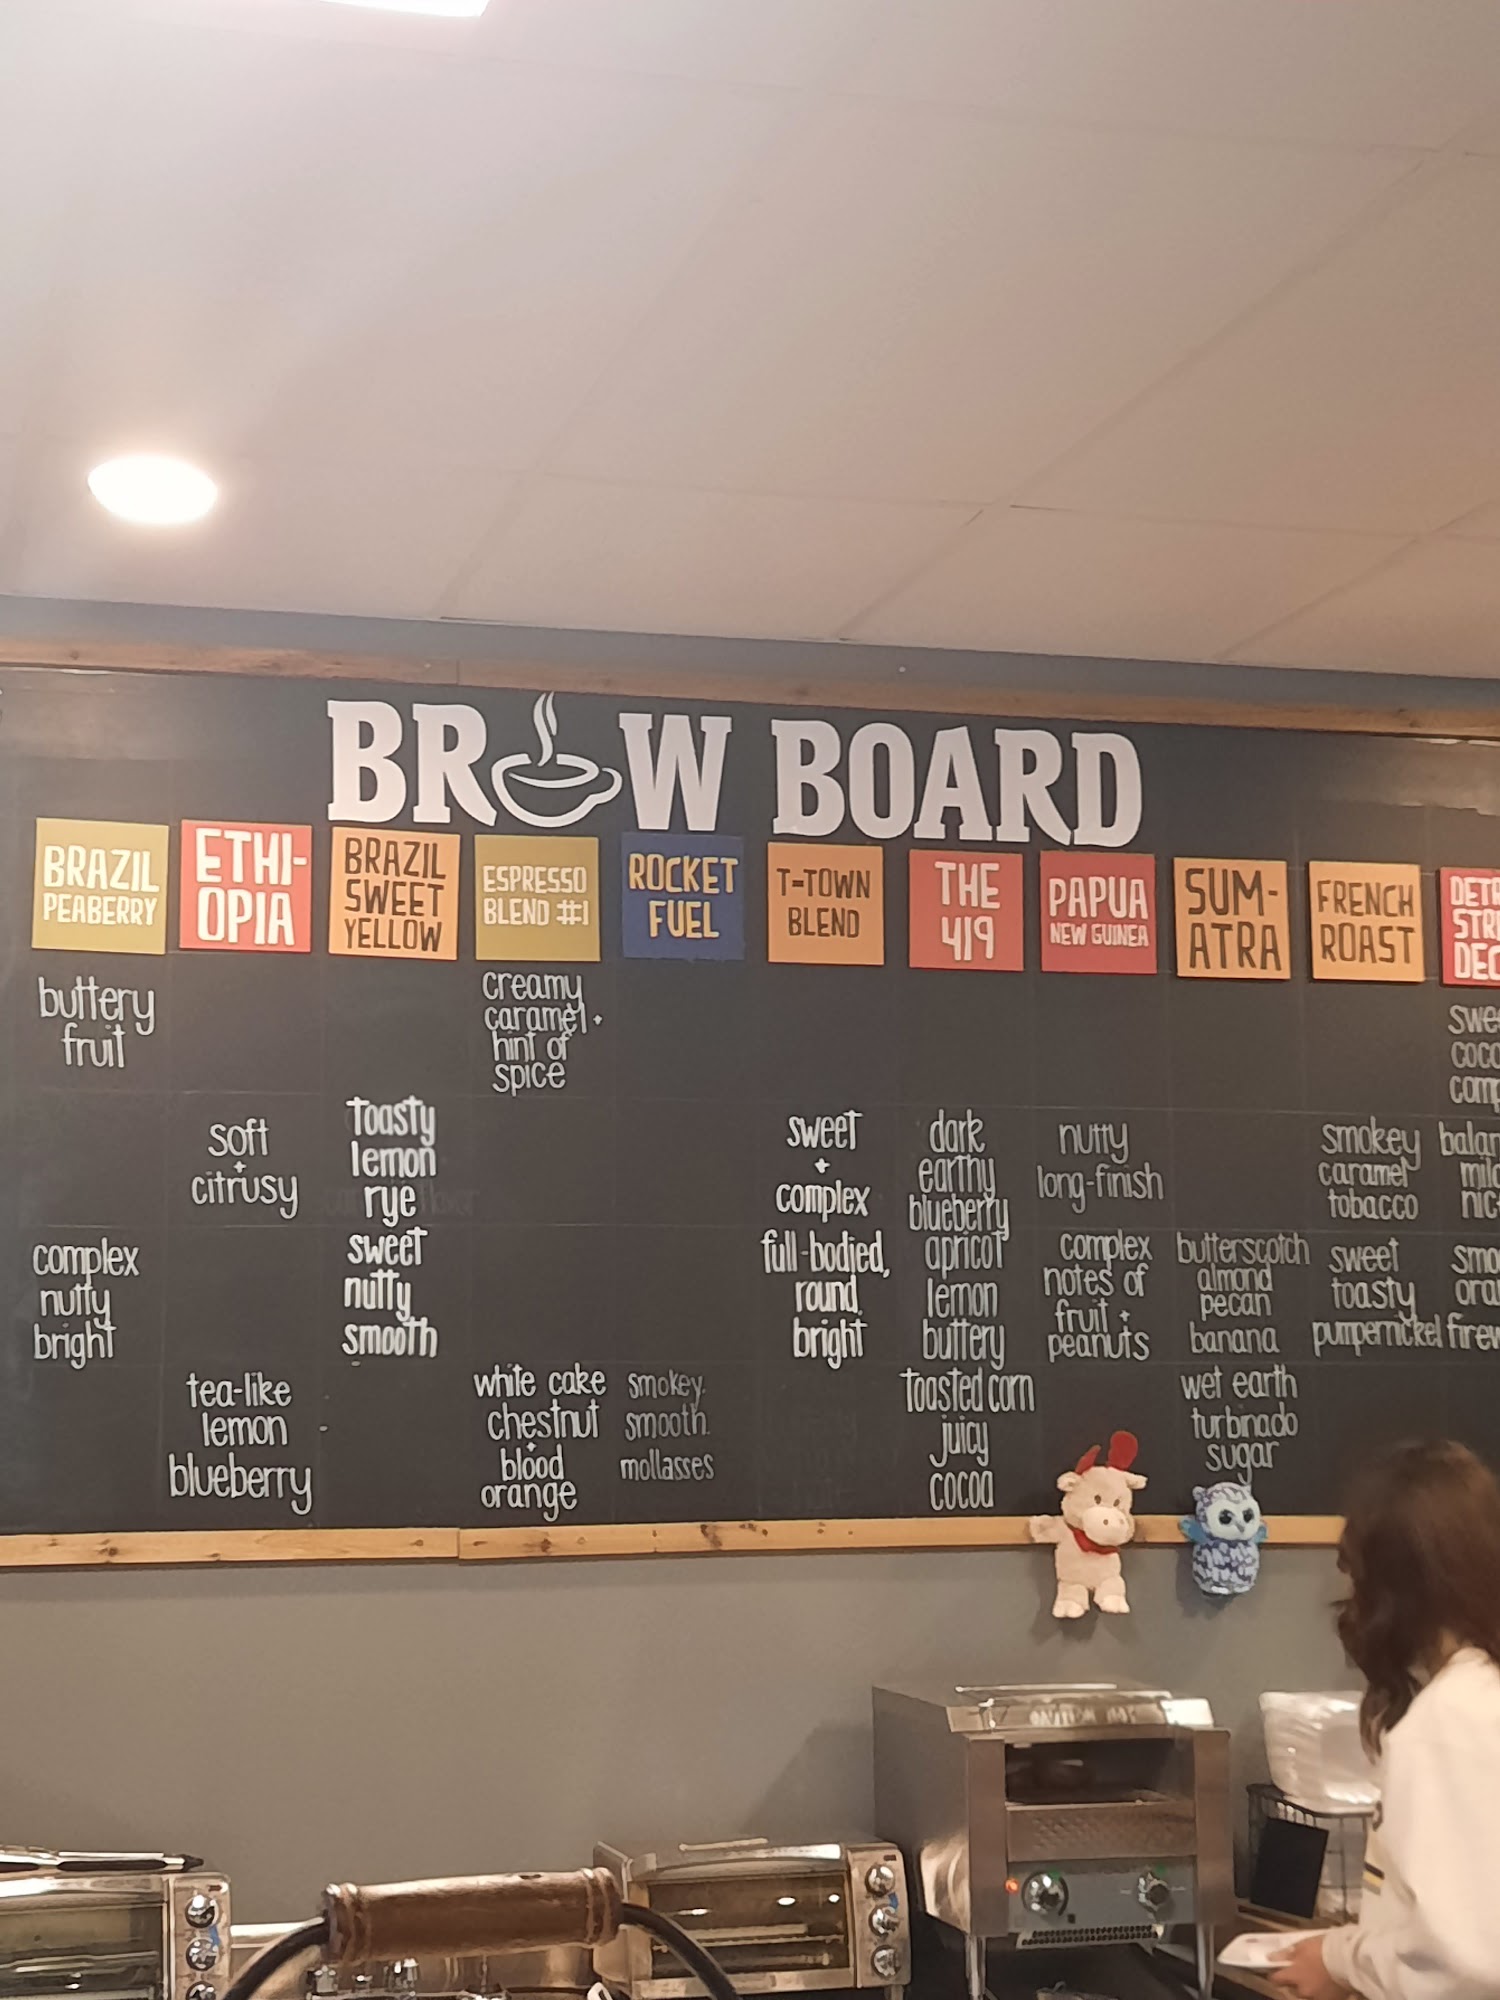 BREW BOARD
BRAZIL
PEABERRY
buttery
fruit
complex
nutty
bright
ETHI-
OPIA
soft
+
citrusy
tea-like
lemon
blueberry
BRAZIL
SWEET
YELLOW
toasty
lemon
rye
sweet
nutty
smooth
ESPRESSO
BLEND #1
creamy
caramel +
hint of
spice
white cake
chestnut
+
blood
orange
ROCKET
FUEL
smokey.
smooth.
mollasses
T-TOWN
BLEND
sweet
+
complex
full-bodied,
round,
bright
THE
419
dark
earthy
blueberry
apricot
lemon
buttery
toasted corn
juicy
cocoa
PAPUA
NEW GUINEA
nutty
long-finish
complex
notes of
fruit +
peanuts
SUM-
ATRA
butterscotch
almond
pecan
banana
wet earth
turbinado
sugar
FRENCH
ROAST
smokey
caramel
tobacco
sweet
toasty
pumpernickel